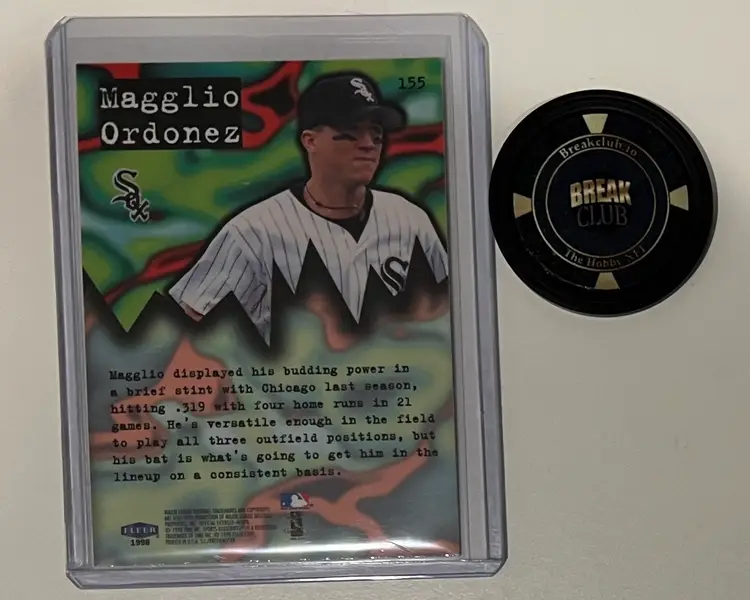 Magglio
Ordonez
155
Sox
Sox
Magglio displayed his budding power in
a brief stint with Chicago last season,
hitting .319 with four home runs in 21
games. He's versatile enough in the field
to play all three outfield positions, but
his bat is what's going to get him in the
lineup on a consistent basis.
FLEER
1998
Breakclub.io
BREAK
CLUB
The Hobby NFT